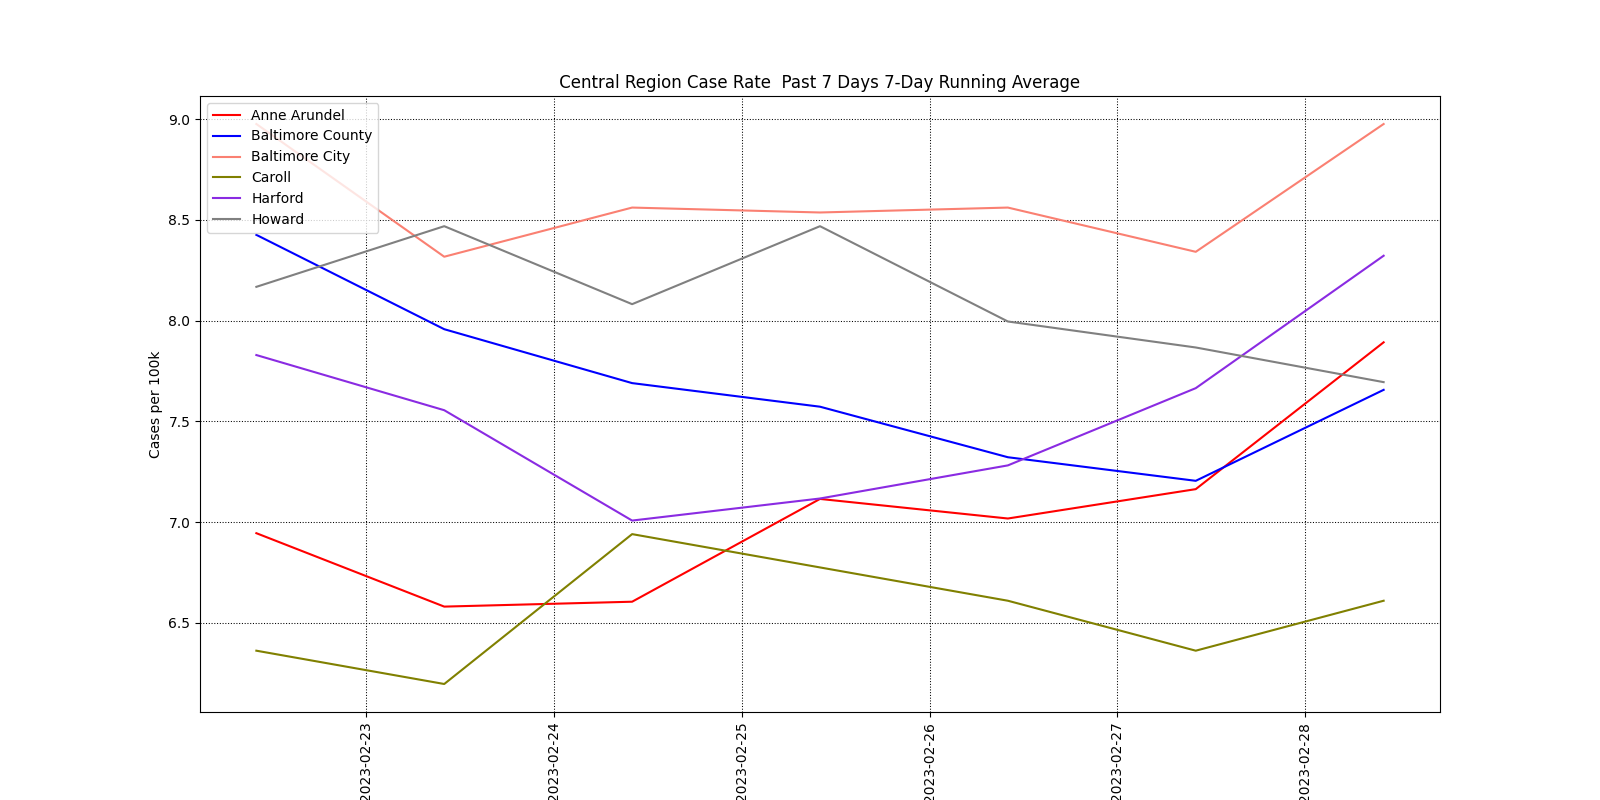 Central Region Case Rate  Past 7 Days 7-Day Running Average
Anne Arundel
Baltimore County
Baltimore City
Caroll
Harford
Howard
Cases per 100k
9.0
8.5
8.0
7.5
7.0
6.5
2023-02-23
2023-02-24
2023-02-25
2023-02-26
2023-02-27
2023-02-28